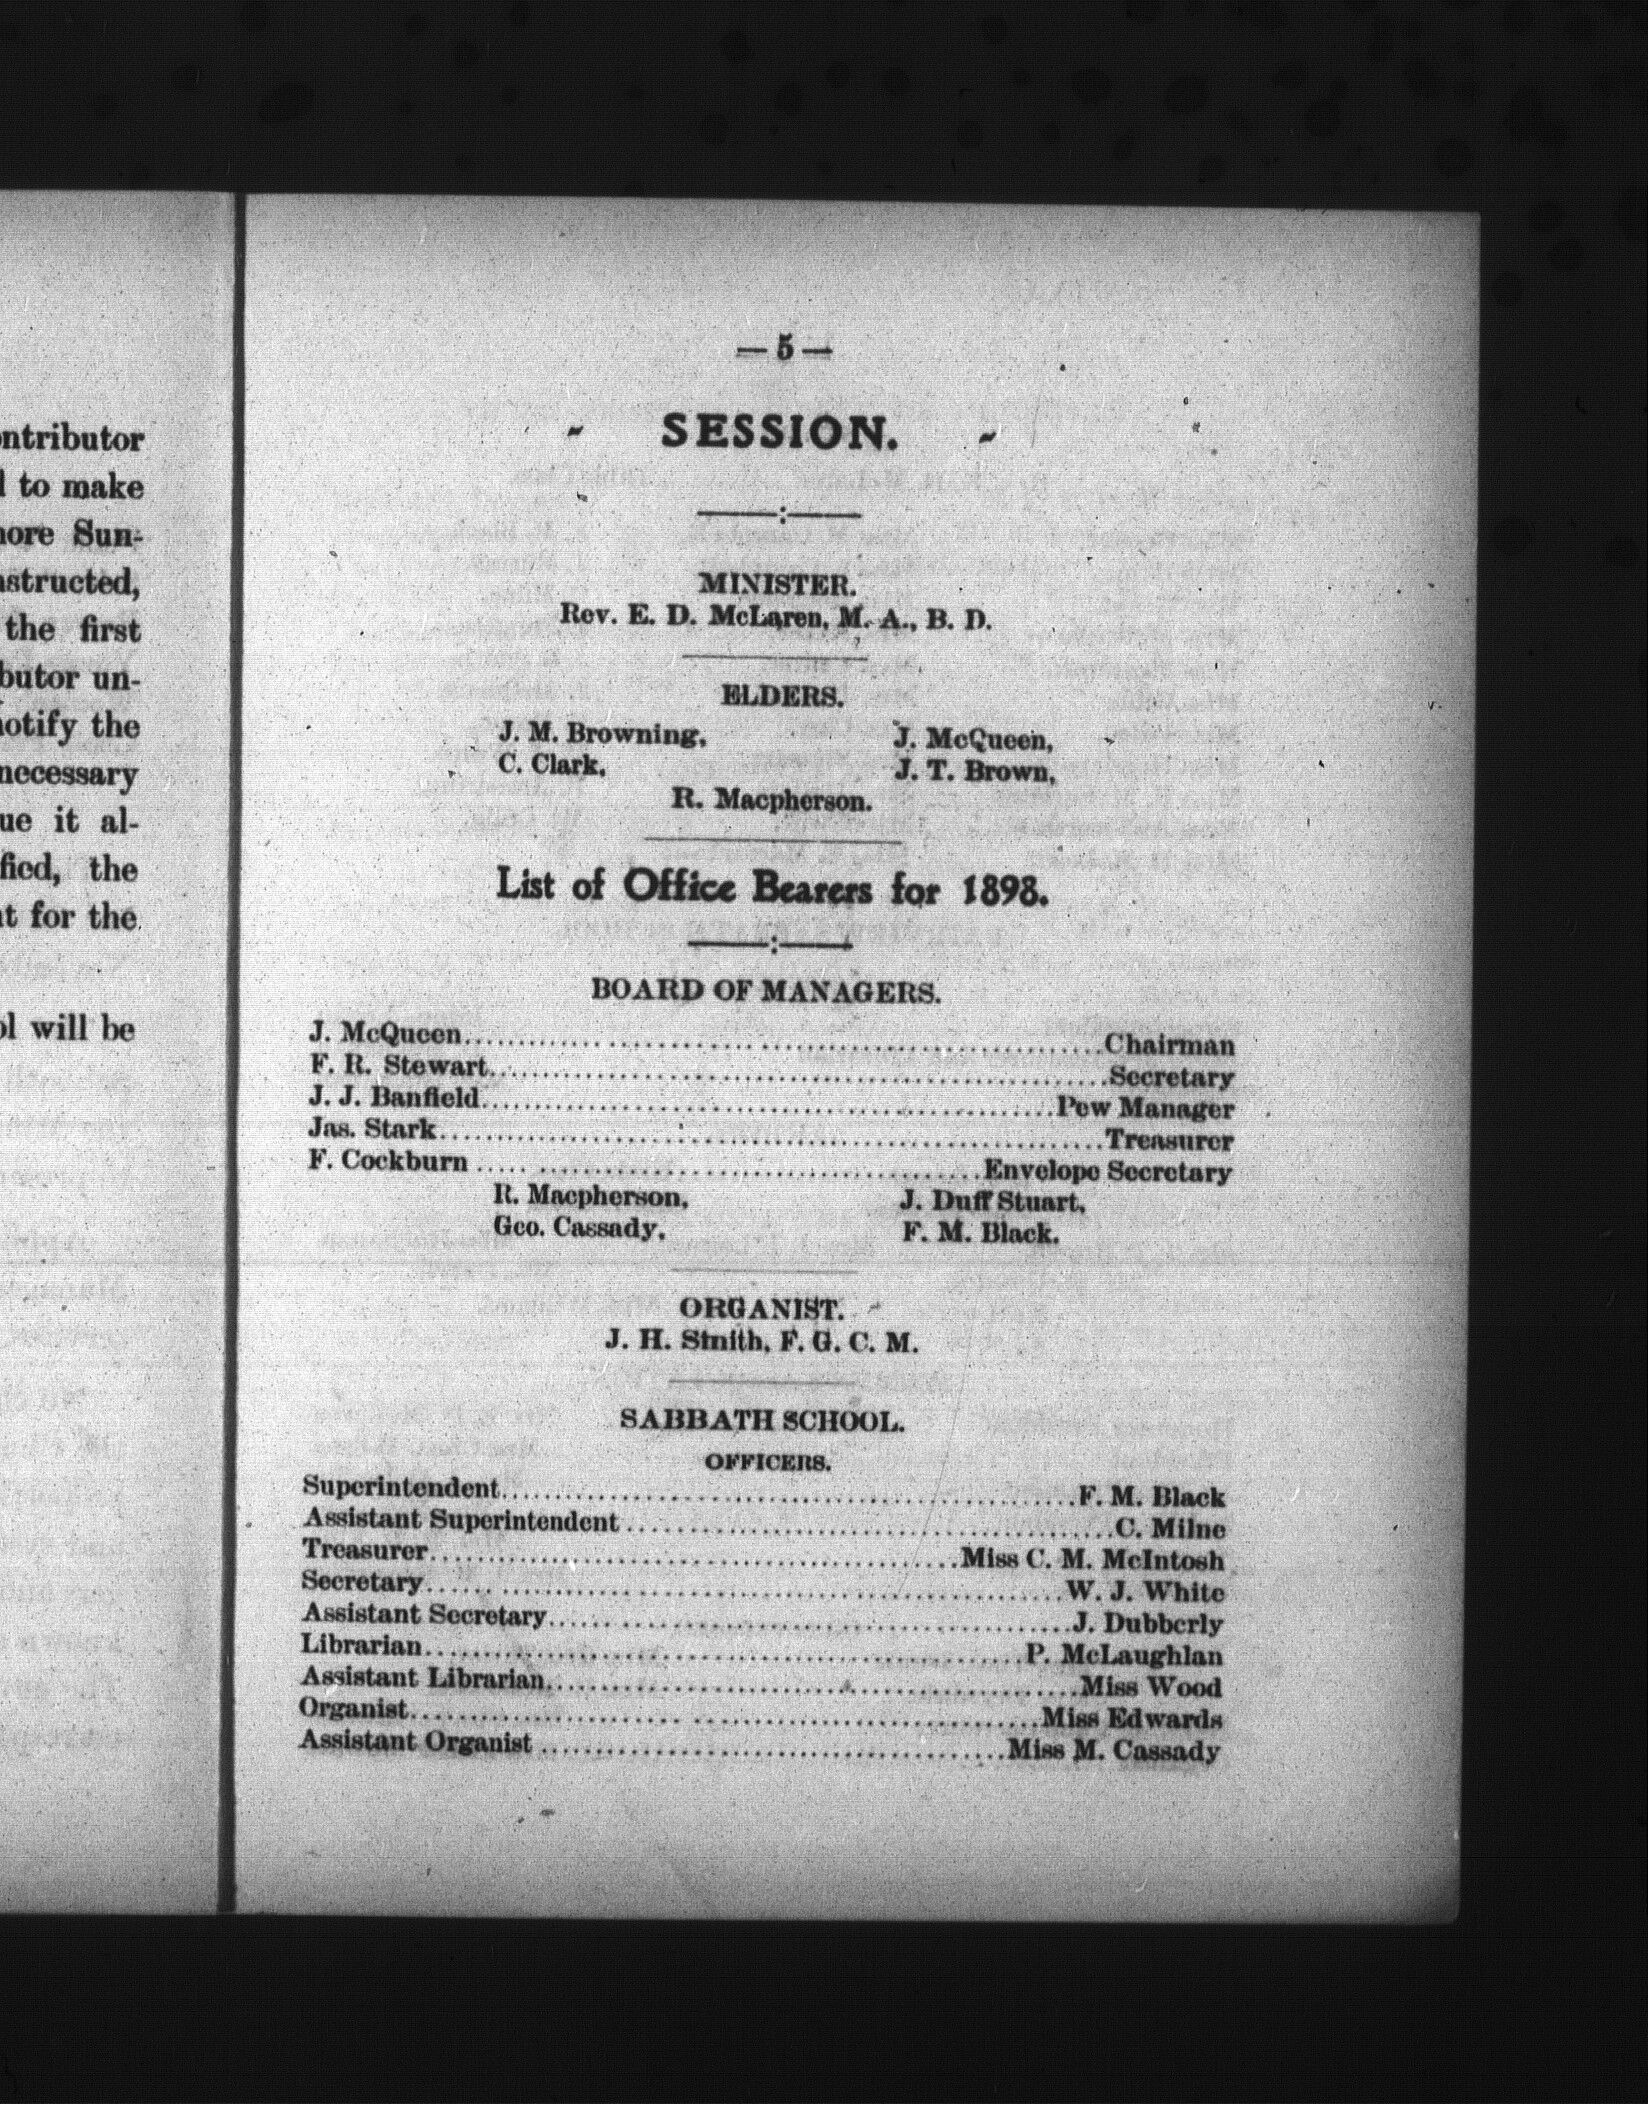 ontributor
to make
ore Sun-
structed,
the first
butor un-
notify the
necessary
ue it al-
fied, the
t for the
ol will be
— 5 —
SESSION.
MINISTER.
Rev. E. D. McLaren, M. A., B. D.
ELDERS.
J. M. Browning, J. McQueen,
C. Clark, J. T. Brown,
R. Macpherson.
List of Office Bearers for 1898.
BOARD OF MANAGERS.
J. McQueen.................Chairman
F. R. Stewart.................Secretary
J. J. Banfield.................Pew Manager
Jas. Stark.................Treasurer
F. Cockburn.................Envelope Secretary
R. Macpherson, J. Duff Stuart,
Geo. Cassady, F. M. Black.
ORGANIST.
J. H. Smith, F. G. C. M.
SABBATH SCHOOL.
OFFICERS.
Superintendent.................F. M. Black
Assistant Superintendent.................C. Milne
Treasurer.................Miss C. M. McIntosh
Secretary.................W. J. White
Assistant Secretary.................J. Dubberly
Librarian.................P. McLaughlan
Assistant Librarian.................Miss Wood
Organist.................Miss Edwards
Assistant Organist.................Miss M. Cassady